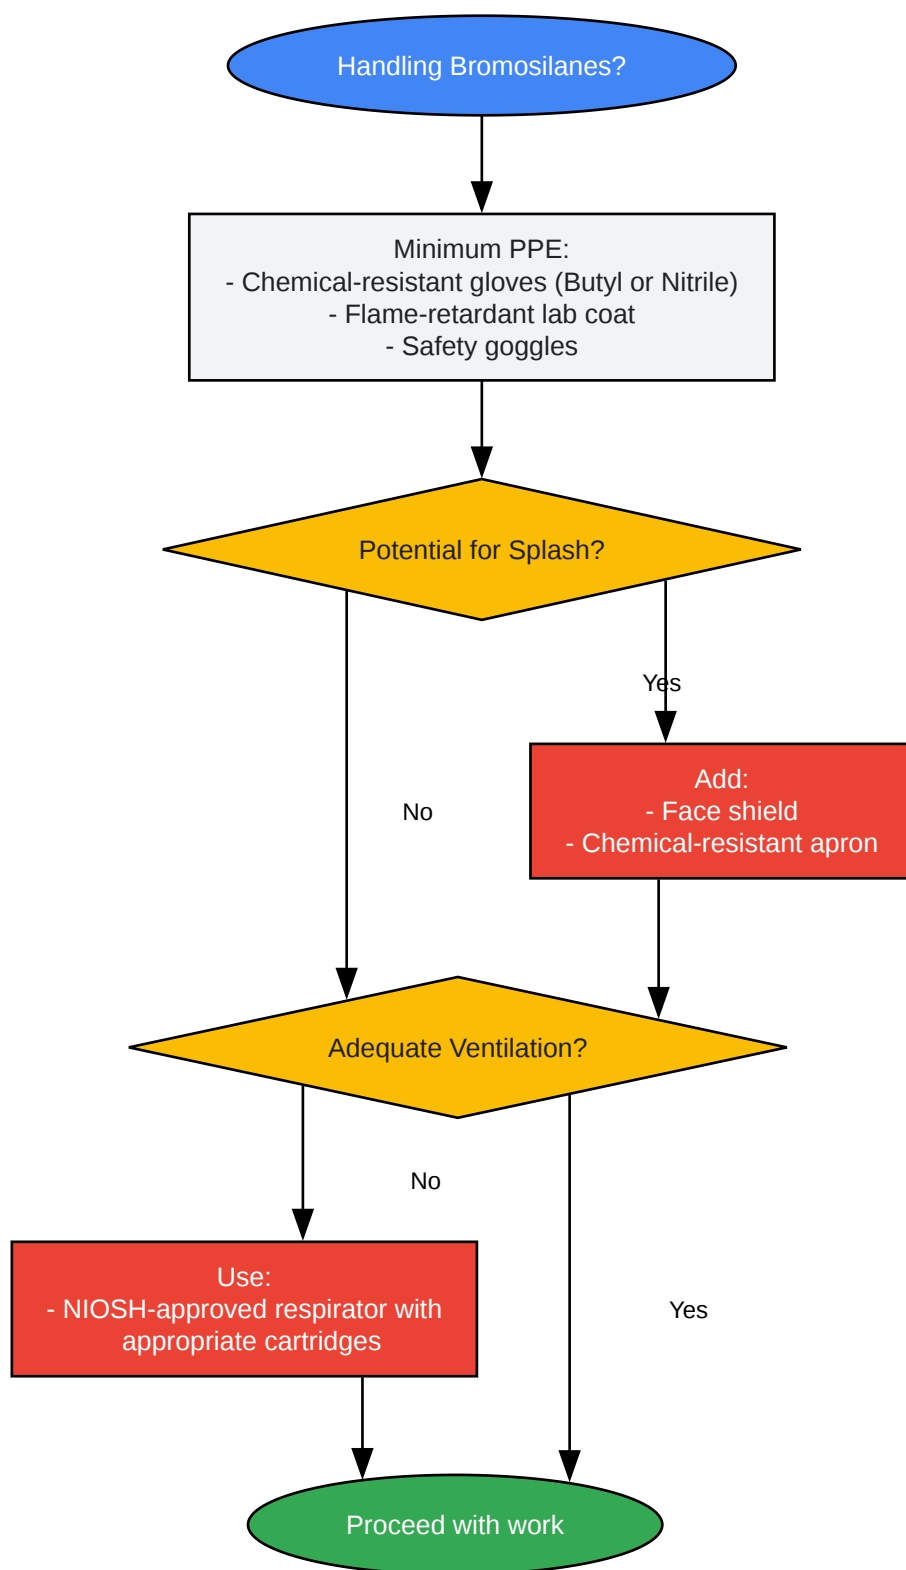 Handling Bromosilanes?
Minimum PPE:
- Chemical-resistant gloves (Butyl or Nitrile)
- Flame-retardant lab coat
- Safety goggles
Potential for Splash?
Yes
Add:
- Face shield
- Chemical-resistant apron
No
Adequate Ventilation?
No
Use:
- NIOSH-approved respirator with
appropriate cartridges
Yes
Proceed with work